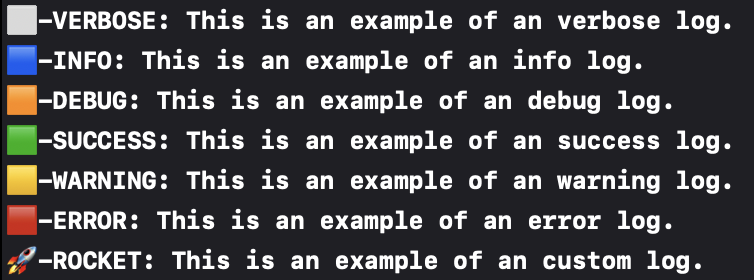 ⬜-VERBOSE: This is an example of an verbose log.
🟦-INFO: This is an example of an info log.
🟧-DEBUG: This is an example of an debug log.
🟩-SUCCESS: This is an example of an success log.
🟨-WARNING: This is an example of an warning log.
🟥-ERROR: This is an example of an error log.
🚀-ROCKET: This is an example of an custom log.